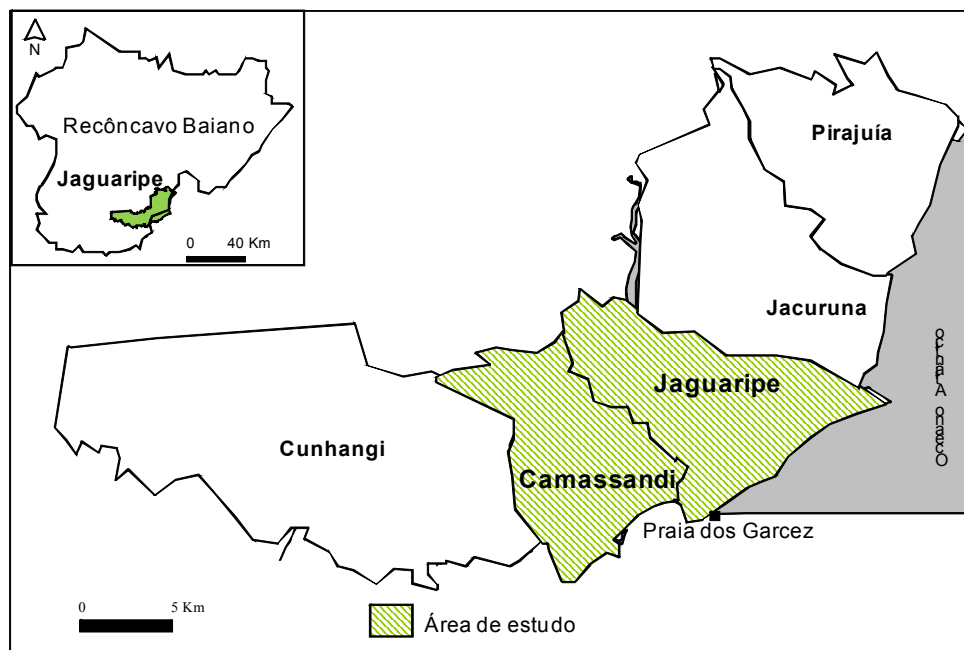 N
Recôncavo Baiano
Jaguaripe
0 40 Km
Pirajuía
Jacuruna
Jaguaripe
Cunhangi
Camassandi
Praia dos Garcez
0 5 Km
Área de estudo